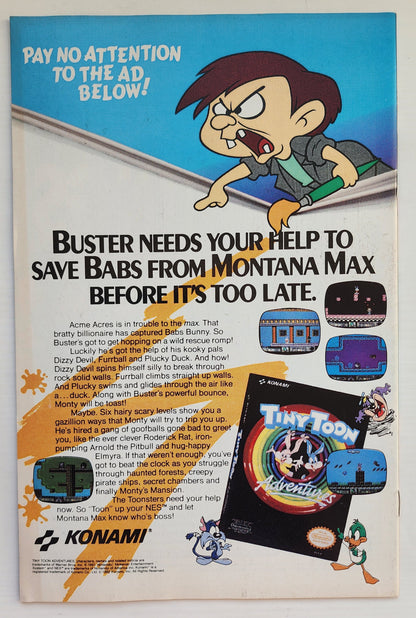 PAY NO ATTENTION
TO THE AD
BELOW!
BUSTER NEEDS YOUR HELP TO
SAVE BABS FROM MONTANA MAX
BEFORE IT'S TOO LATE.
Acme Acres is in trouble to the max. That
bratty billionaire has captured Babs Bunny. So
Buster's got to get hopping on a wild rescue romp!
Luckily he's got the help of his kooky pals
Dizzy Devil, Furrball and Plucky Duck. And how!
Dizzy Devil spins himself silly to break through
rock solid walls. Furrball climbs straight up walls.
And Plucky swims and glides through the air like
a...duck. Along with Buster's powerful bounce,
Monty will be toast!
Maybe. Six hairy scary levels show you a
gazillion ways that Monty will try to trip you up.
He's hired a gang of goofballs gone bad to greet
you, like the ever clever Roderick Rat, iron-
pumping Arnold the Pitbull and hug-happy
Elmyra. If that weren't enough, you've
got to beat the clock as you struggle
through haunted forests, creepy
pirate ships, secret chambers and
finally Monty's Mansion.
The Toonsters need your help
now. So "Toon" up your NES™ and let
Montana Max know who's boss!
KONAMI®
KONAMI
TINY TOON
Adventures